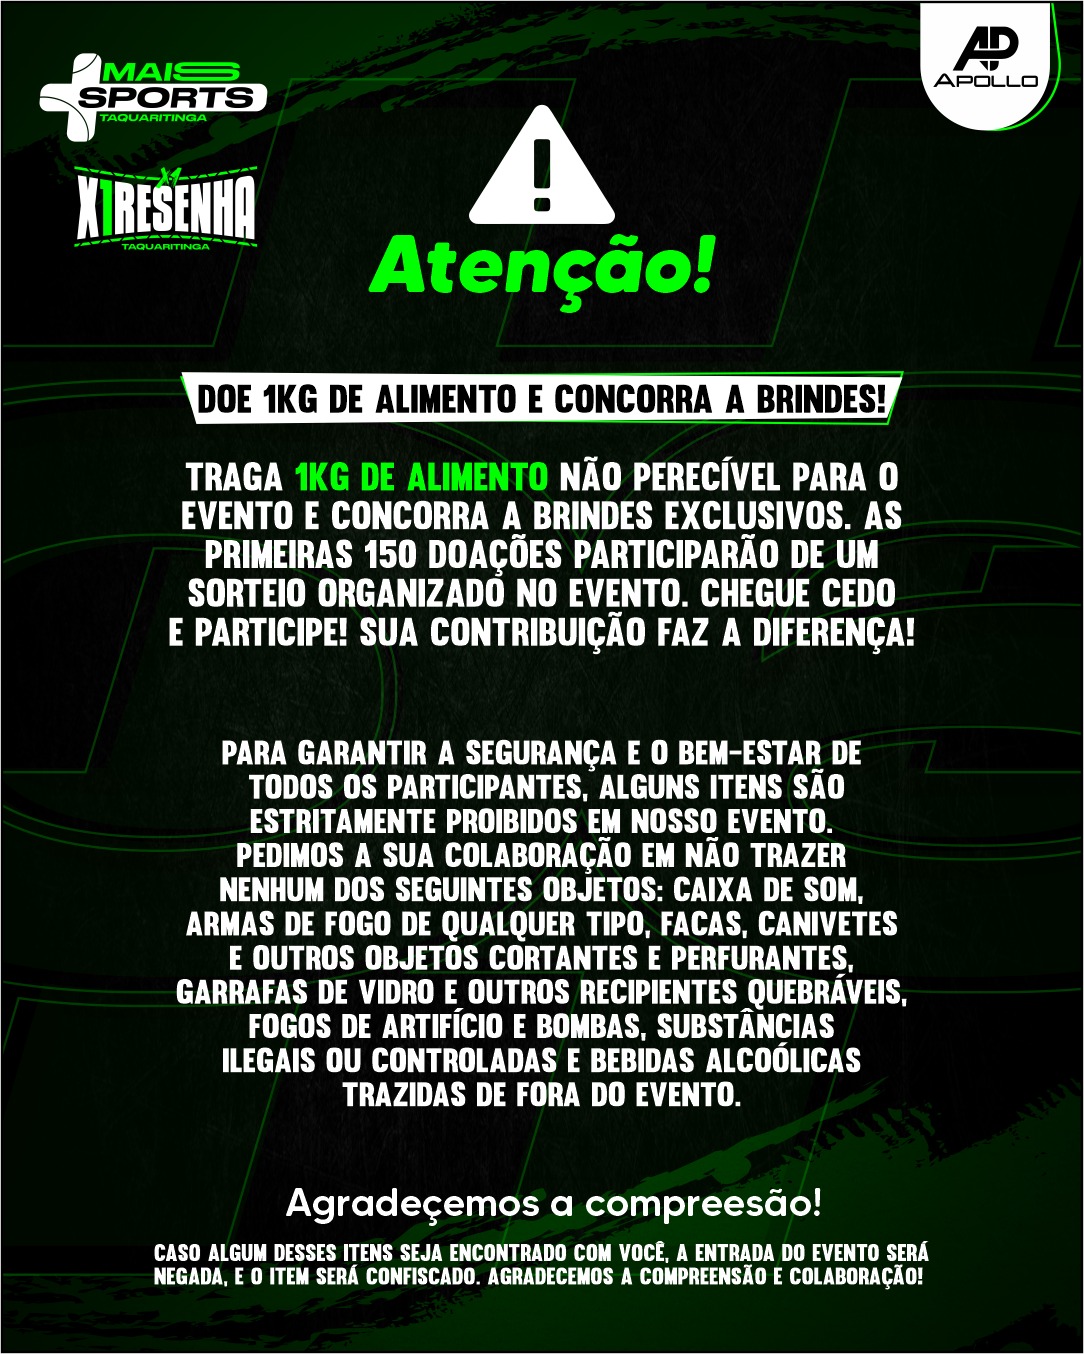 MAIS
SPORTS
TAQUARITINGA
AP
APOLLO
X1
X1RESENHA
TAQUARITINGA
!
Atenção!
DOE 1KG DE ALIMENTO E CONCORRA A BRINDES!
TRAGA 1KG DE ALIMENTO NÃO PERECÍVEL PARA O
EVENTO E CONCORRA A BRINDES EXCLUSIVOS. AS
PRIMEIRAS 150 DOAÇÕES PARTICIPARÃO DE UM
SORTEIO ORGANIZADO NO EVENTO. CHEGUE CEDO
E PARTICIPE! SUA CONTRIBUIÇÃO FAZ A DIFERENÇA!
PARA GARANTIR A SEGURANÇA E O BEM-ESTAR DE
TODOS OS PARTICIPANTES, ALGUNS ITENS SÃO
ESTRITAMENTE PROIBIDOS EM NOSSO EVENTO.
PEDIMOS A SUA COLABORAÇÃO EM NÃO TRAZER
NENHUM DOS SEGUINTES OBJETOS: CAIXA DE SOM,
ARMAS DE FOGO DE QUALQUER TIPO, FACAS, CANIVETES
E OUTROS OBJETOS CORTANTES E PERFURANTES,
GARRAFAS DE VIDRO E OUTROS RECIPIENTES QUEBRÁVEIS,
FOGOS DE ARTIFÍCIO E BOMBAS, SUBSTÂNCIAS
ILEGAIS OU CONTROLADAS E BEBIDAS ALCOÓLICAS
TRAZIDAS DE FORA DO EVENTO.
Agradeçemos a compreesão!
CASO ALGUM DESSES ITENS SEJA ENCONTRADO COM VOCÊ, A ENTRADA DO EVENTO SERÁ
NEGADA, E O ITEM SERÁ CONFISCADO. AGRADECEMOS A COMPREENSÃO E COLABORAÇÃO!